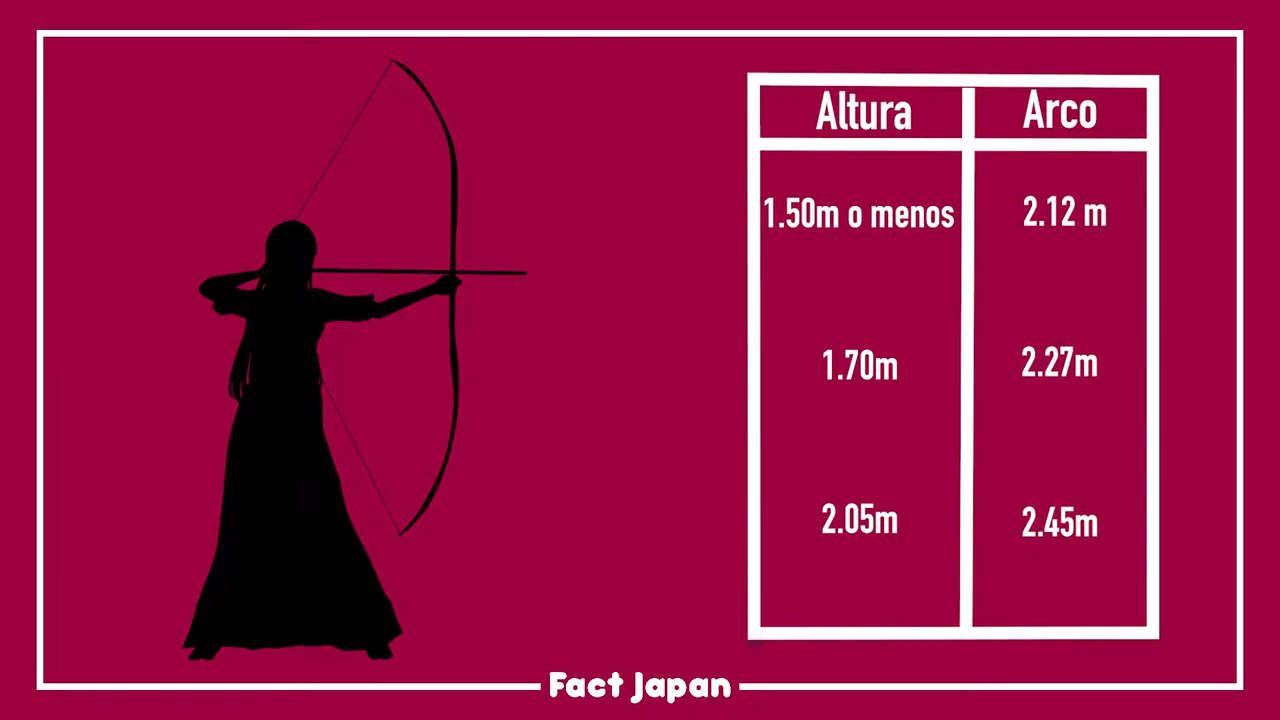 Altura Arco
1.50m o menos 2.12 m
1.70m 2.27m
2.05m 2.45m
Fact Japan